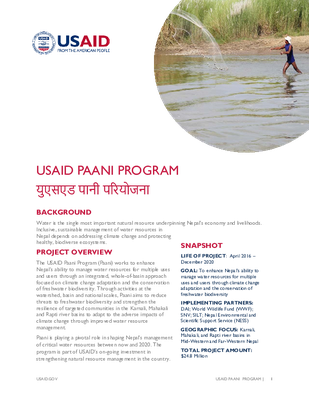 USAID
FROM THE AMERICAN PEOPLE
USAID PAANI PROGRAM
युएसएड पानी परियोजना
BACKGROUND
Water is the single most important natural resource underpinning Nepal's economy and livelihoods.
Inclusive, sustainable management of water resources in
Nepal depends on addressing climate change and protecting
healthy, biodiverse ecosystems.
PROJECT OVERVIEW
The USAID Paani Program (Paani) works to enhance
Nepal's ability to manage water resources for multiple uses
and users through an integrated, whole-of-basin approach
focused on climate change adaptation and the conservation
of freshwater biodiversity. Through activities at the
watershed, basin and national scales, Paani aims to reduce
threats to freshwater biodiversity and strengthen the
resilience of targeted communities in the Karnali, Mahakali
and Rapti river basins to adapt to the adverse impacts of
climate change through improved water resource
management.
Paani is playing a pivotal role in shaping Nepal's management
of critical water resources between now and 2020. The
program is part of USAID's on-going investment in
strengthening natural resource management in the country.
SNAPSHOT
LIFE OF PROJECT: April 2016 –
December 2020
GOAL: To enhance Nepal's ability to
manage water resources for multiple
uses and users through climate change
adaptation and the conservation of
freshwater biodiversity
IMPLEMENTING PARTNERS:
DAI, World Wildlife Fund (WWF);
SNV; SILT; Nepal Environmental and
Scientific Support Service (NESS)
GEOGRAPHIC FOCUS: Karnali,
Mahakali, and Rapti river basins in
Mid-Western and Far-Western Nepal
TOTAL PROJECT AMOUNT:
$24.8 Million
USAID.GOV
USAID PAANI PROGRAM | 1